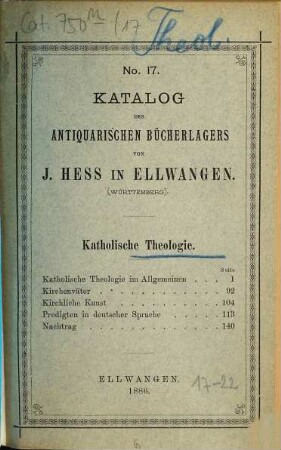 Cat. 750 M / 17
Theol.
No. 17.
KATALOG
DES
ANTIQUARISCHEN BÜCHERLAGERS
VON
J. HESS IN ELLWANGEN.
(WÜRTTEMBERG).
Katholische Theologie.
Seite
Katholische Theologie im Allgemeinen . . . 1
Kirchenväter . . . . . . . . . . 92
Kirchliche Kunst . . . . . . . . . 104
Predigten in deutscher Sprache . . . . . 113
Nachtrag . . . . . . . . . . . 140
ELLWANGEN.
1886.
17-22